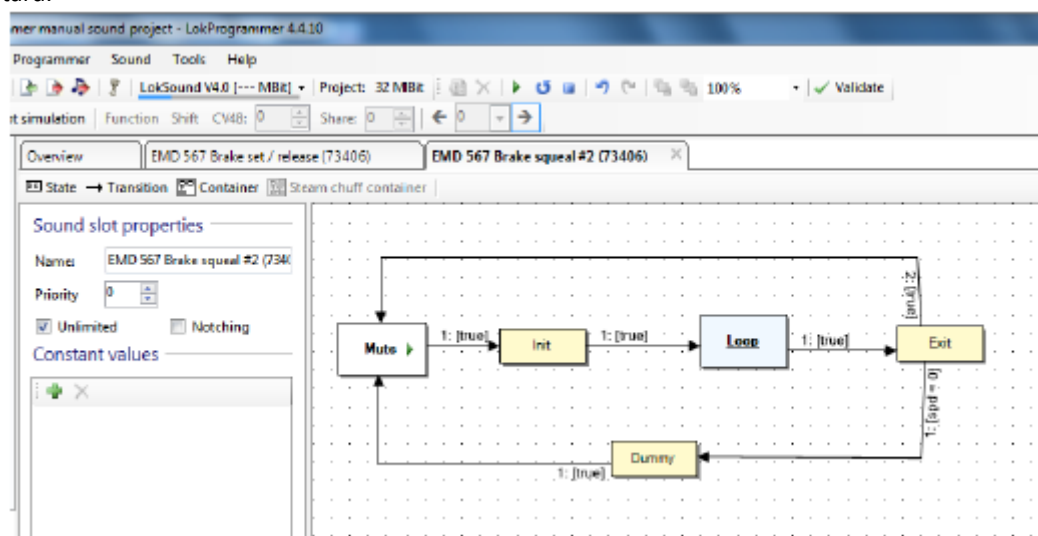 mer manual sound project - LokProgrammer 4.4.10
Programmer Sound Tools Help
LokSound V4.0 [--- MBit] Project: 32 MBit 100% Validate
t simulation Function Shift CV48: 0 Share: 0 0
Overview EMD 567 Brake set / release (73406) EMD 567 Brake squeal #2 (73406)
State Transition Container Steam chuff container
Sound slot properties
Name: EMD 567 Brake squeal #2 (7340
Priority 0
Unlimited Notching
Constant values
2: [true]
Mute 1: [true] Init 1: [true] Loop 1: [true] Exit
1: [spd = 0]
Dummy
1: [true]